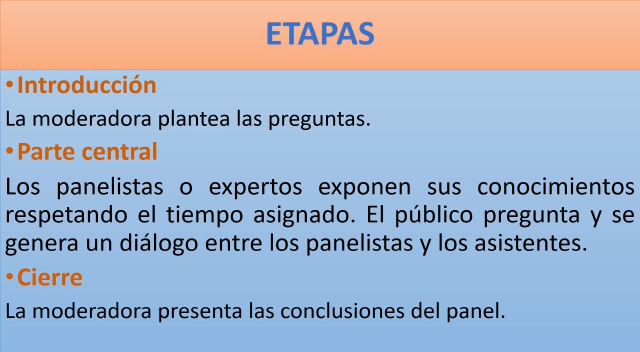 ETAPAS
•Introducción
La moderadora plantea las preguntas.
•Parte central
Los panelistas o expertos exponen sus conocimientos
respetando el tiempo asignado. El público pregunta y se
genera un diálogo entre los panelistas y los asistentes.
•Cierre
La moderadora presenta las conclusiones del panel.